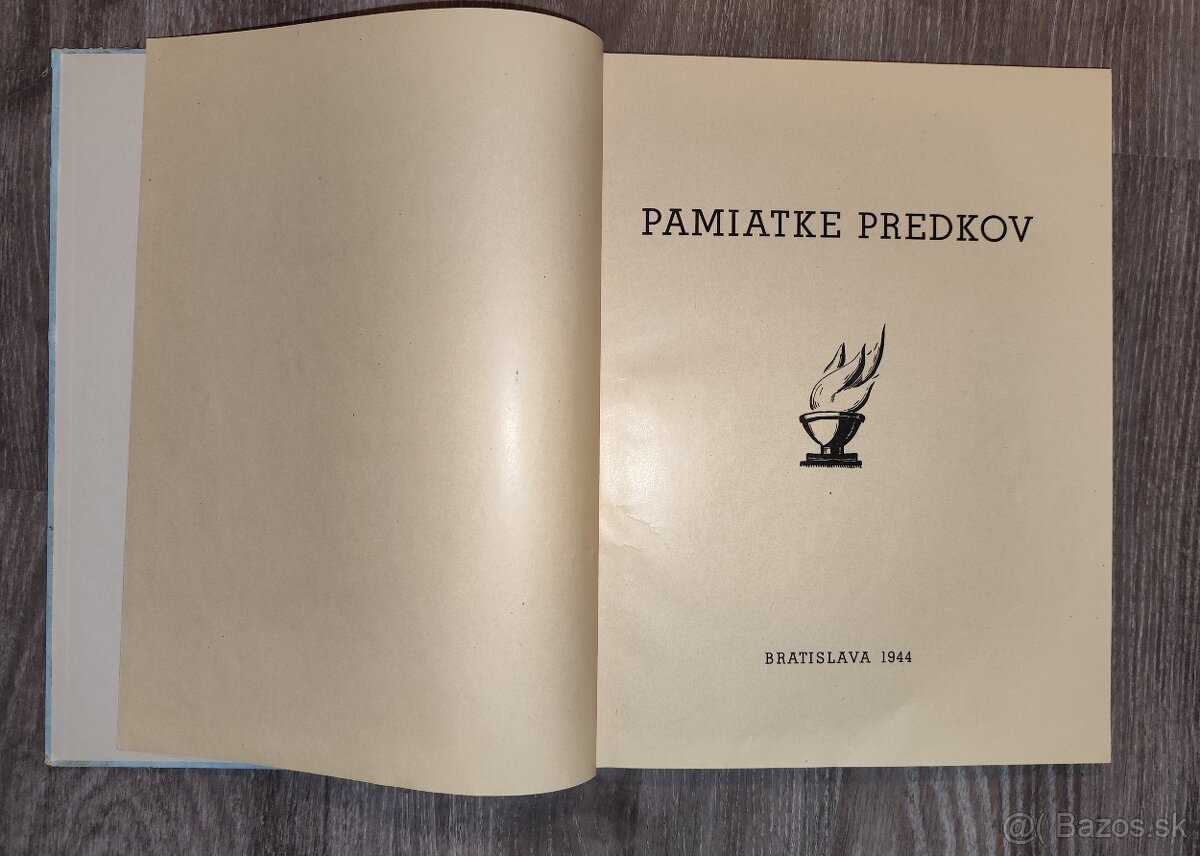 PAMIATKE PREDKOV
BRATISLAVA 1944
@( Bazos.sk